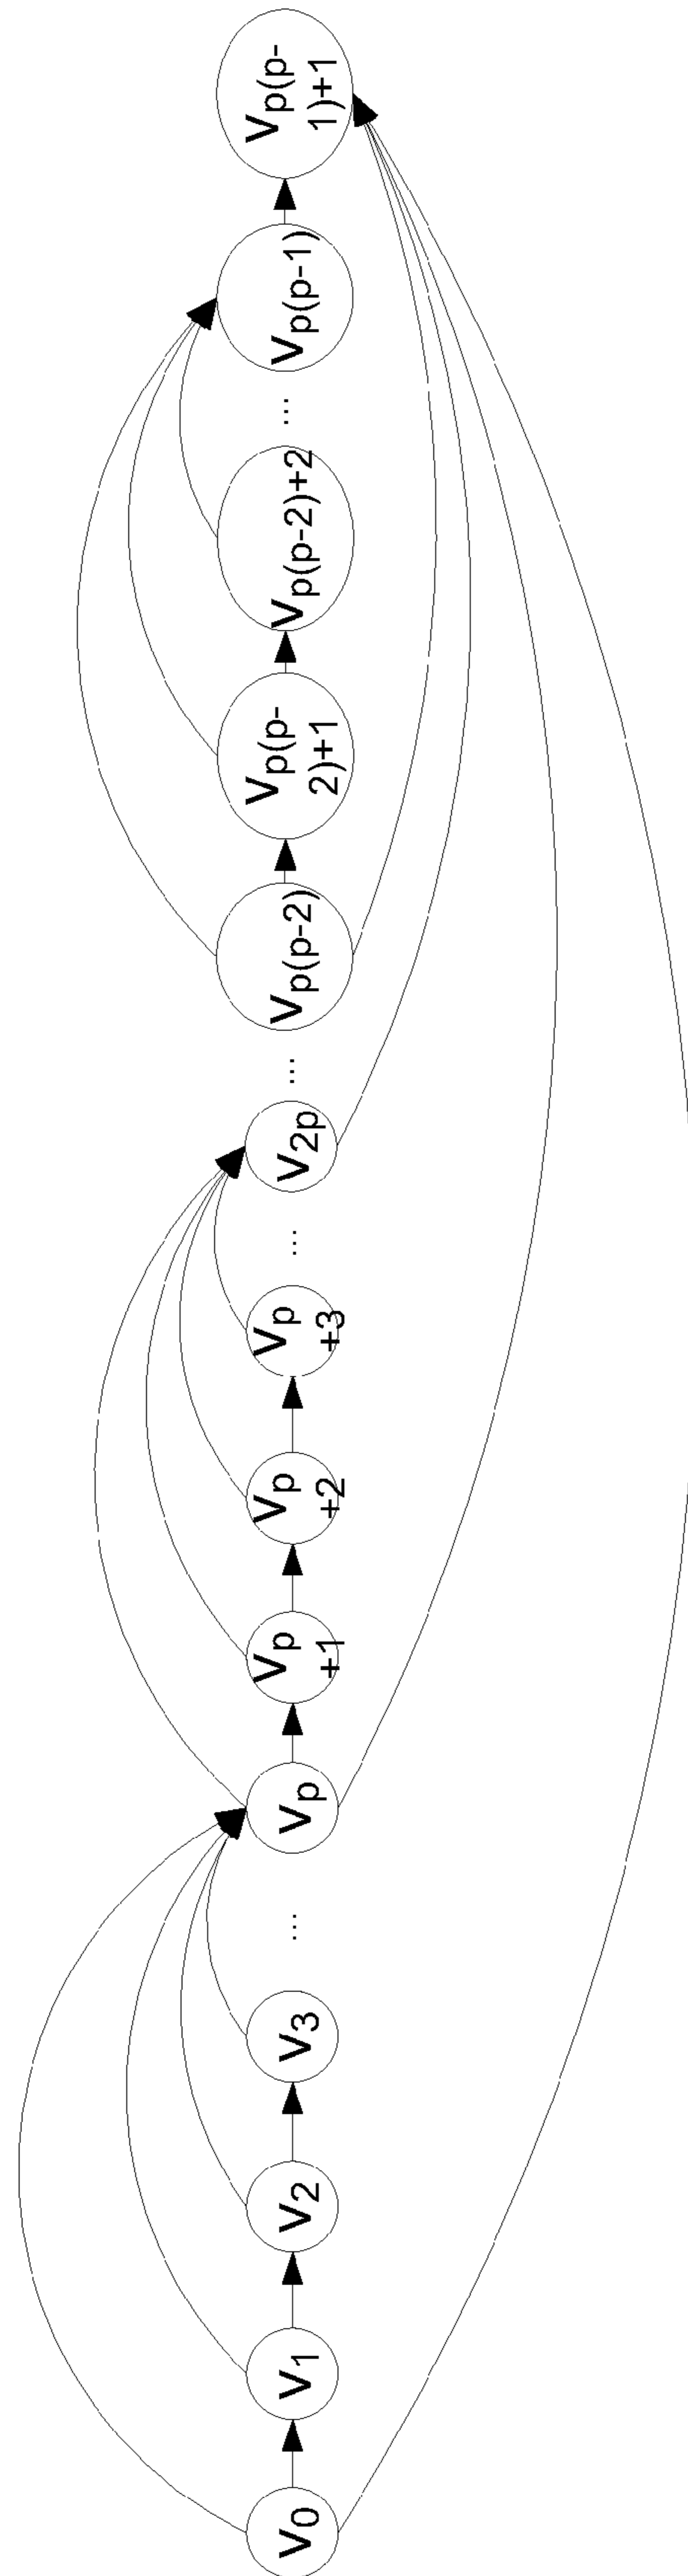 v0
v1
v2
v3
...
vp
vp
+1
vp
+2
vp
+3
...
v2p
...
vp(p-2)
vp(p-
2)+1
vp(p-2)+2
...
vp(p-1)
vp(p-
1)+1